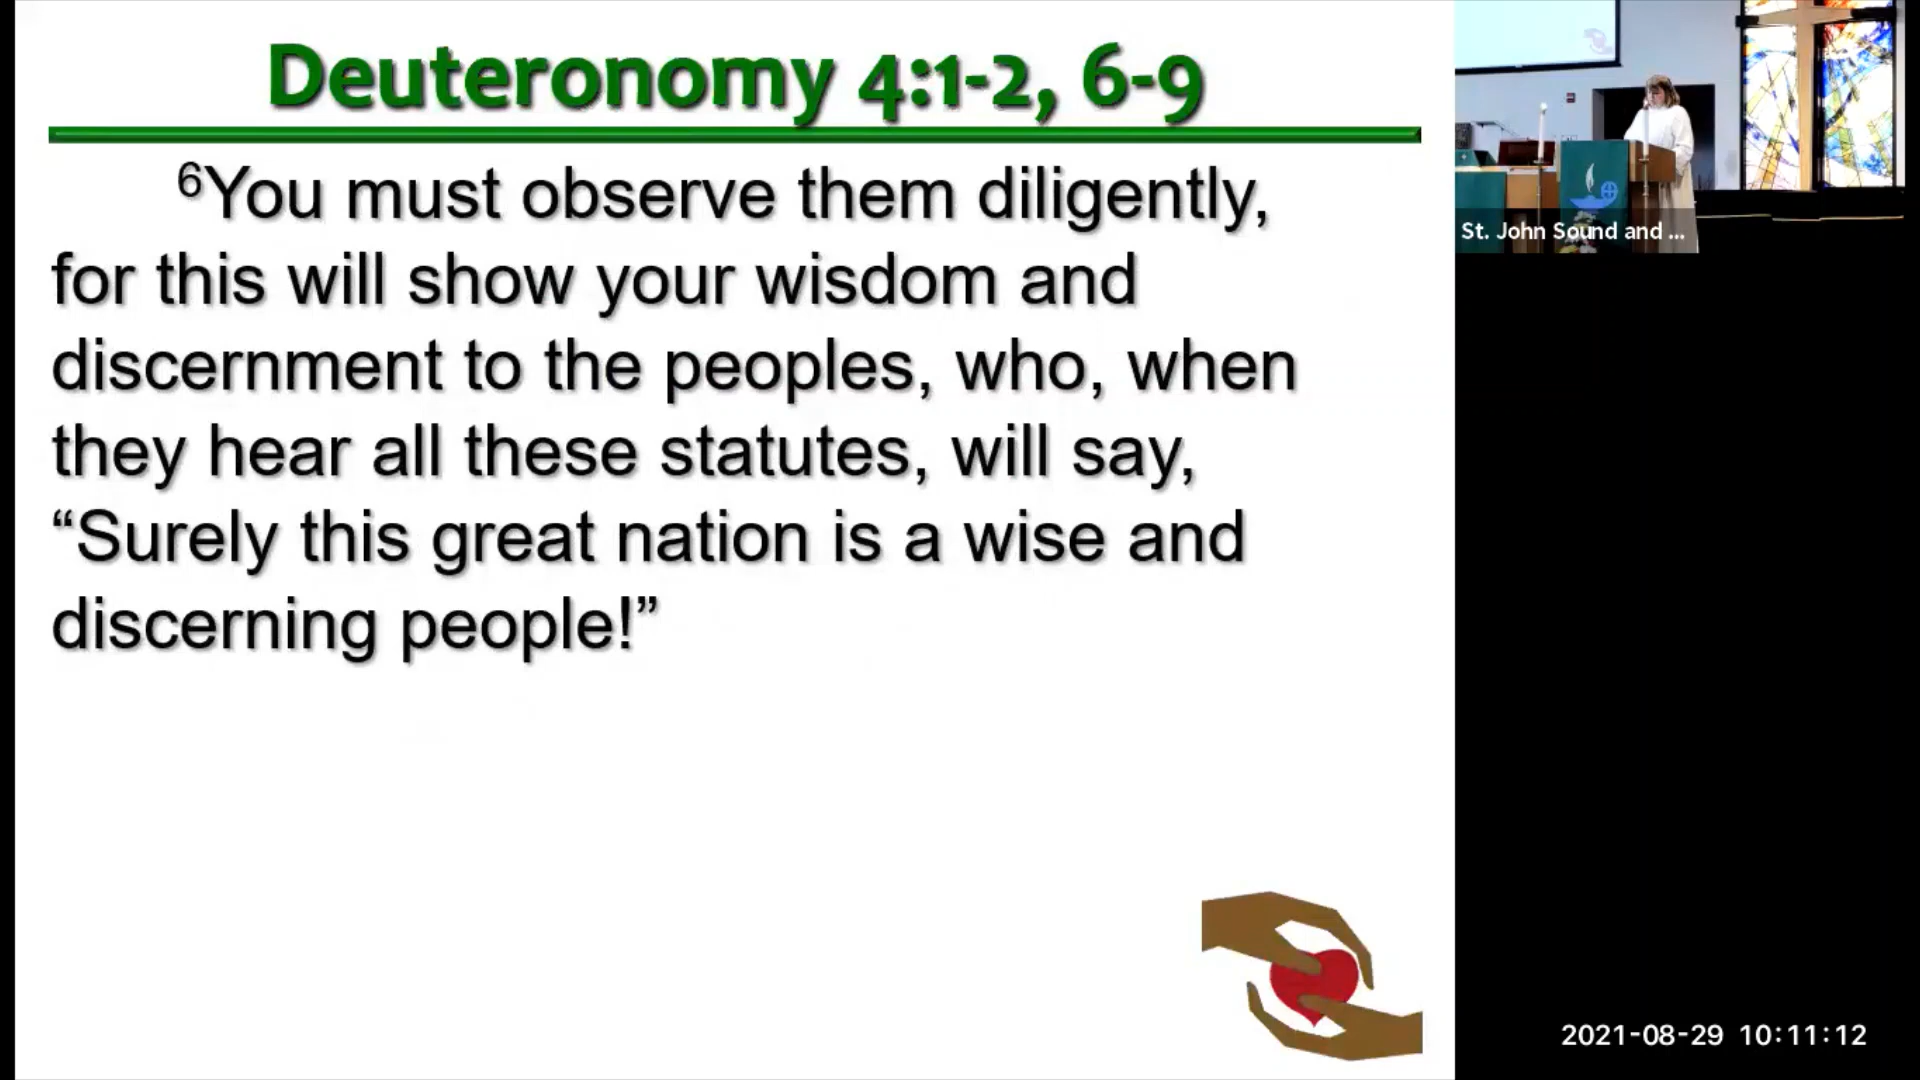 Deuteronomy 4:1-2, 6-9
⁶You must observe them diligently,
for this will show your wisdom and
discernment to the peoples, who, when
they hear all these statutes, will say,
“Surely this great nation is a wise and
discerning people!”
St. John Sound and ...
2021-08-29 10:11:12